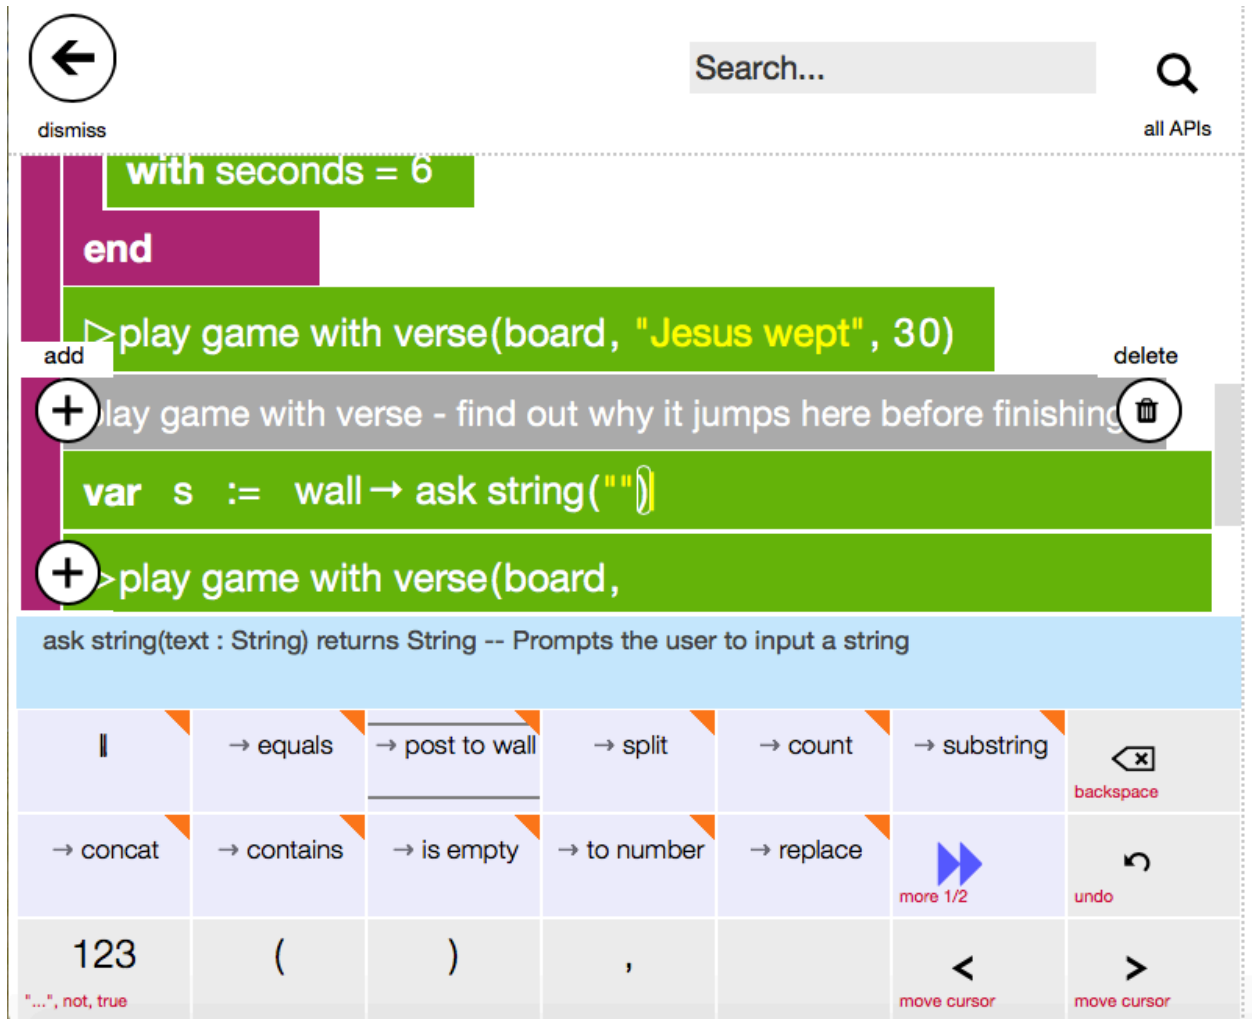 Search...
dismiss
all APIs
with seconds = 6
end
▷play game with verse(board, "Jesus wept", 30)
add
delete
play game with verse - find out why it jumps here before finishing
var s := wall→ ask string("")
▷play game with verse(board,
ask string(text : String) returns String -- Prompts the user to input a string
|| → equals → post to wall → split → count → substring
backspace
→ concat → contains → is empty → to number → replace
more 1/2 undo
123 ( ) , < >
"...", not, true move cursor move cursor